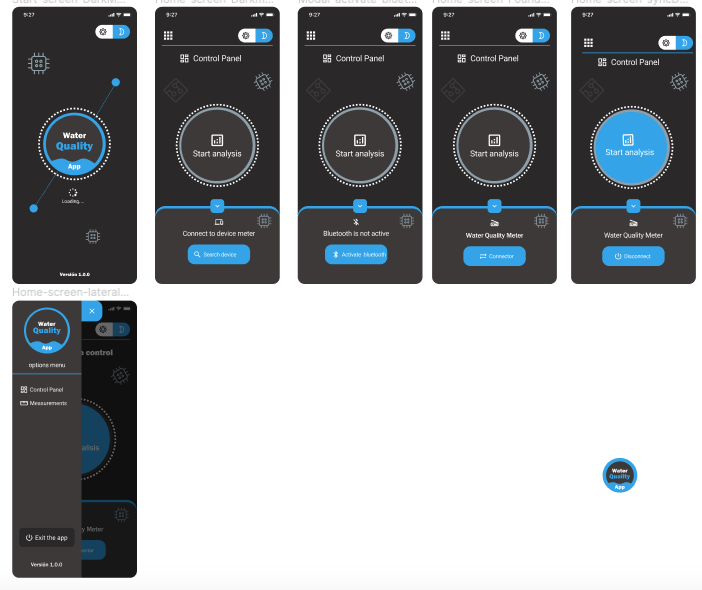 Start-screen-DarkM...
Home-screen-Darkm...
Modal-activate-bluet...
Home-screen-Found...
Home-screen-syncD...
9:27
Water
Quality
App
Loading...
Versión 1.0.0
9:27
Control Panel
Start analysis
Connect to device meter
Search device
9:27
Control Panel
Start analysis
Bluetooth is not active
Activate bluetooth
9:27
Control Panel
Start analysis
Water Quality Meter
Connector
9:27
Control Panel
Start analysis
Water Quality Meter
Disconnect
Home-screen-lateral...
Water
Quality
App
options menu
Control Panel
Measurements
Exit the app
Versión 1.0.0
control
alisis
y Meter
Water
Quality
App